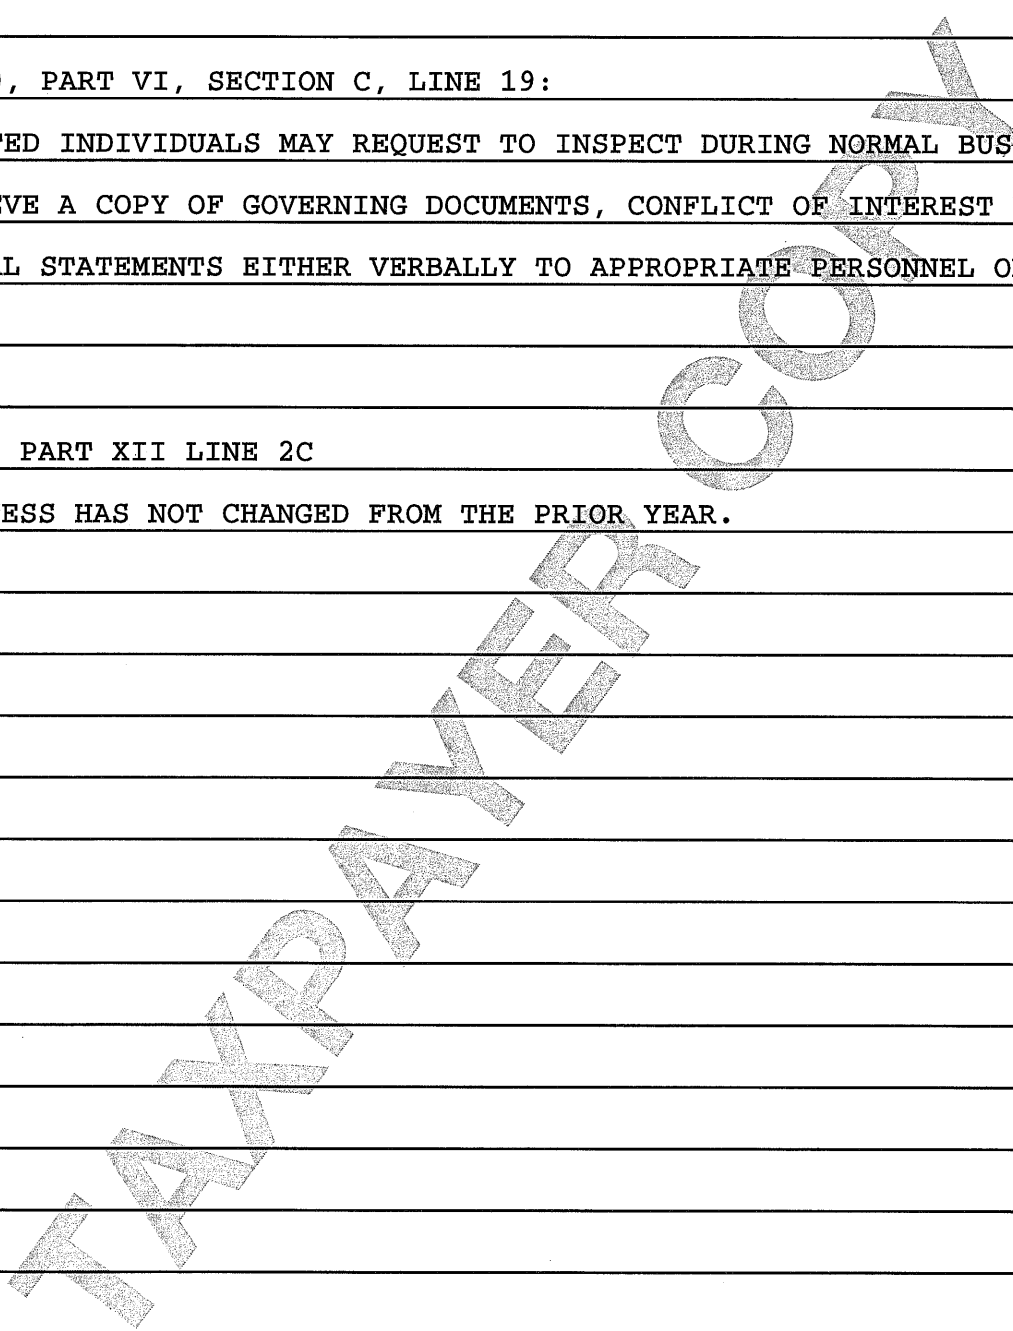 , PART VI, SECTION C, LINE 19:
TED INDIVIDUALS MAY REQUEST TO INSPECT DURING NORMAL BUS
EVE A COPY OF GOVERNING DOCUMENTS, CONFLICT OF INTEREST
L STATEMENTS EITHER VERBALLY TO APPROPRIATE PERSONNEL O
PART XII LINE 2C
ESS HAS NOT CHANGED FROM THE PRIOR YEAR.
TAXPAYER COPY